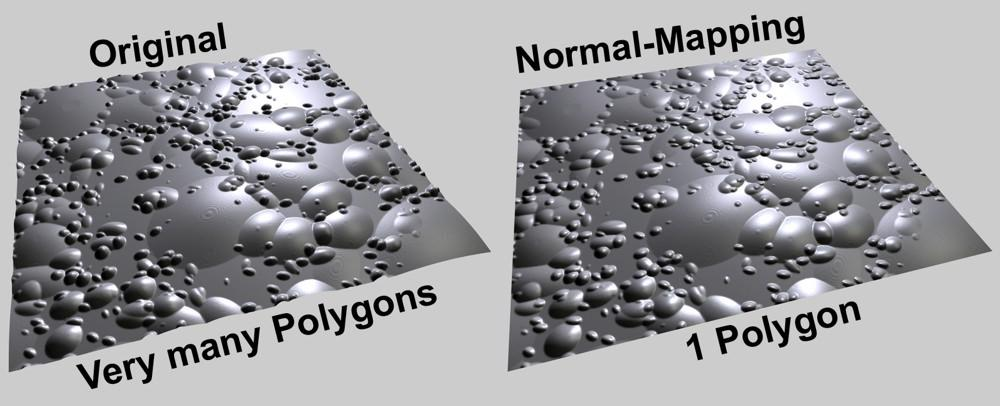 Original
Very many Polygons
Normal-Mapping
1 Polygon